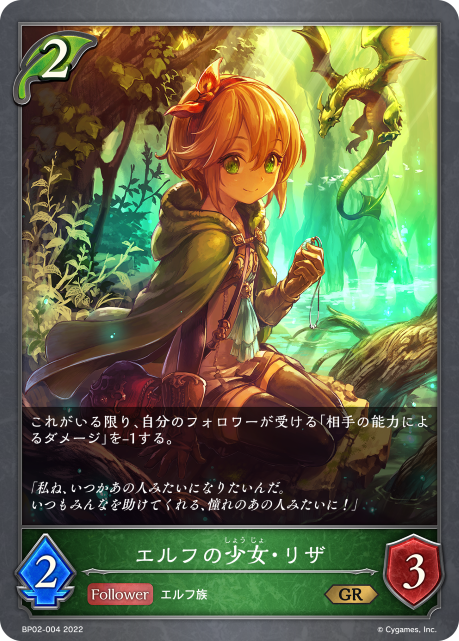 2
これがいる限り、自分のフォロワーが受ける「相手の能力によ
るダメージ」を-1する。
「私ね、いつかあの人みたいになりたいんだ。
いつもみんなを助けてくれる、憧れのあの人みたいに!」
しょうじょ
エルフの少女・リザ
2
Follower エルフ族
GR
3
BP02-004 2022
© Cygames, Inc.